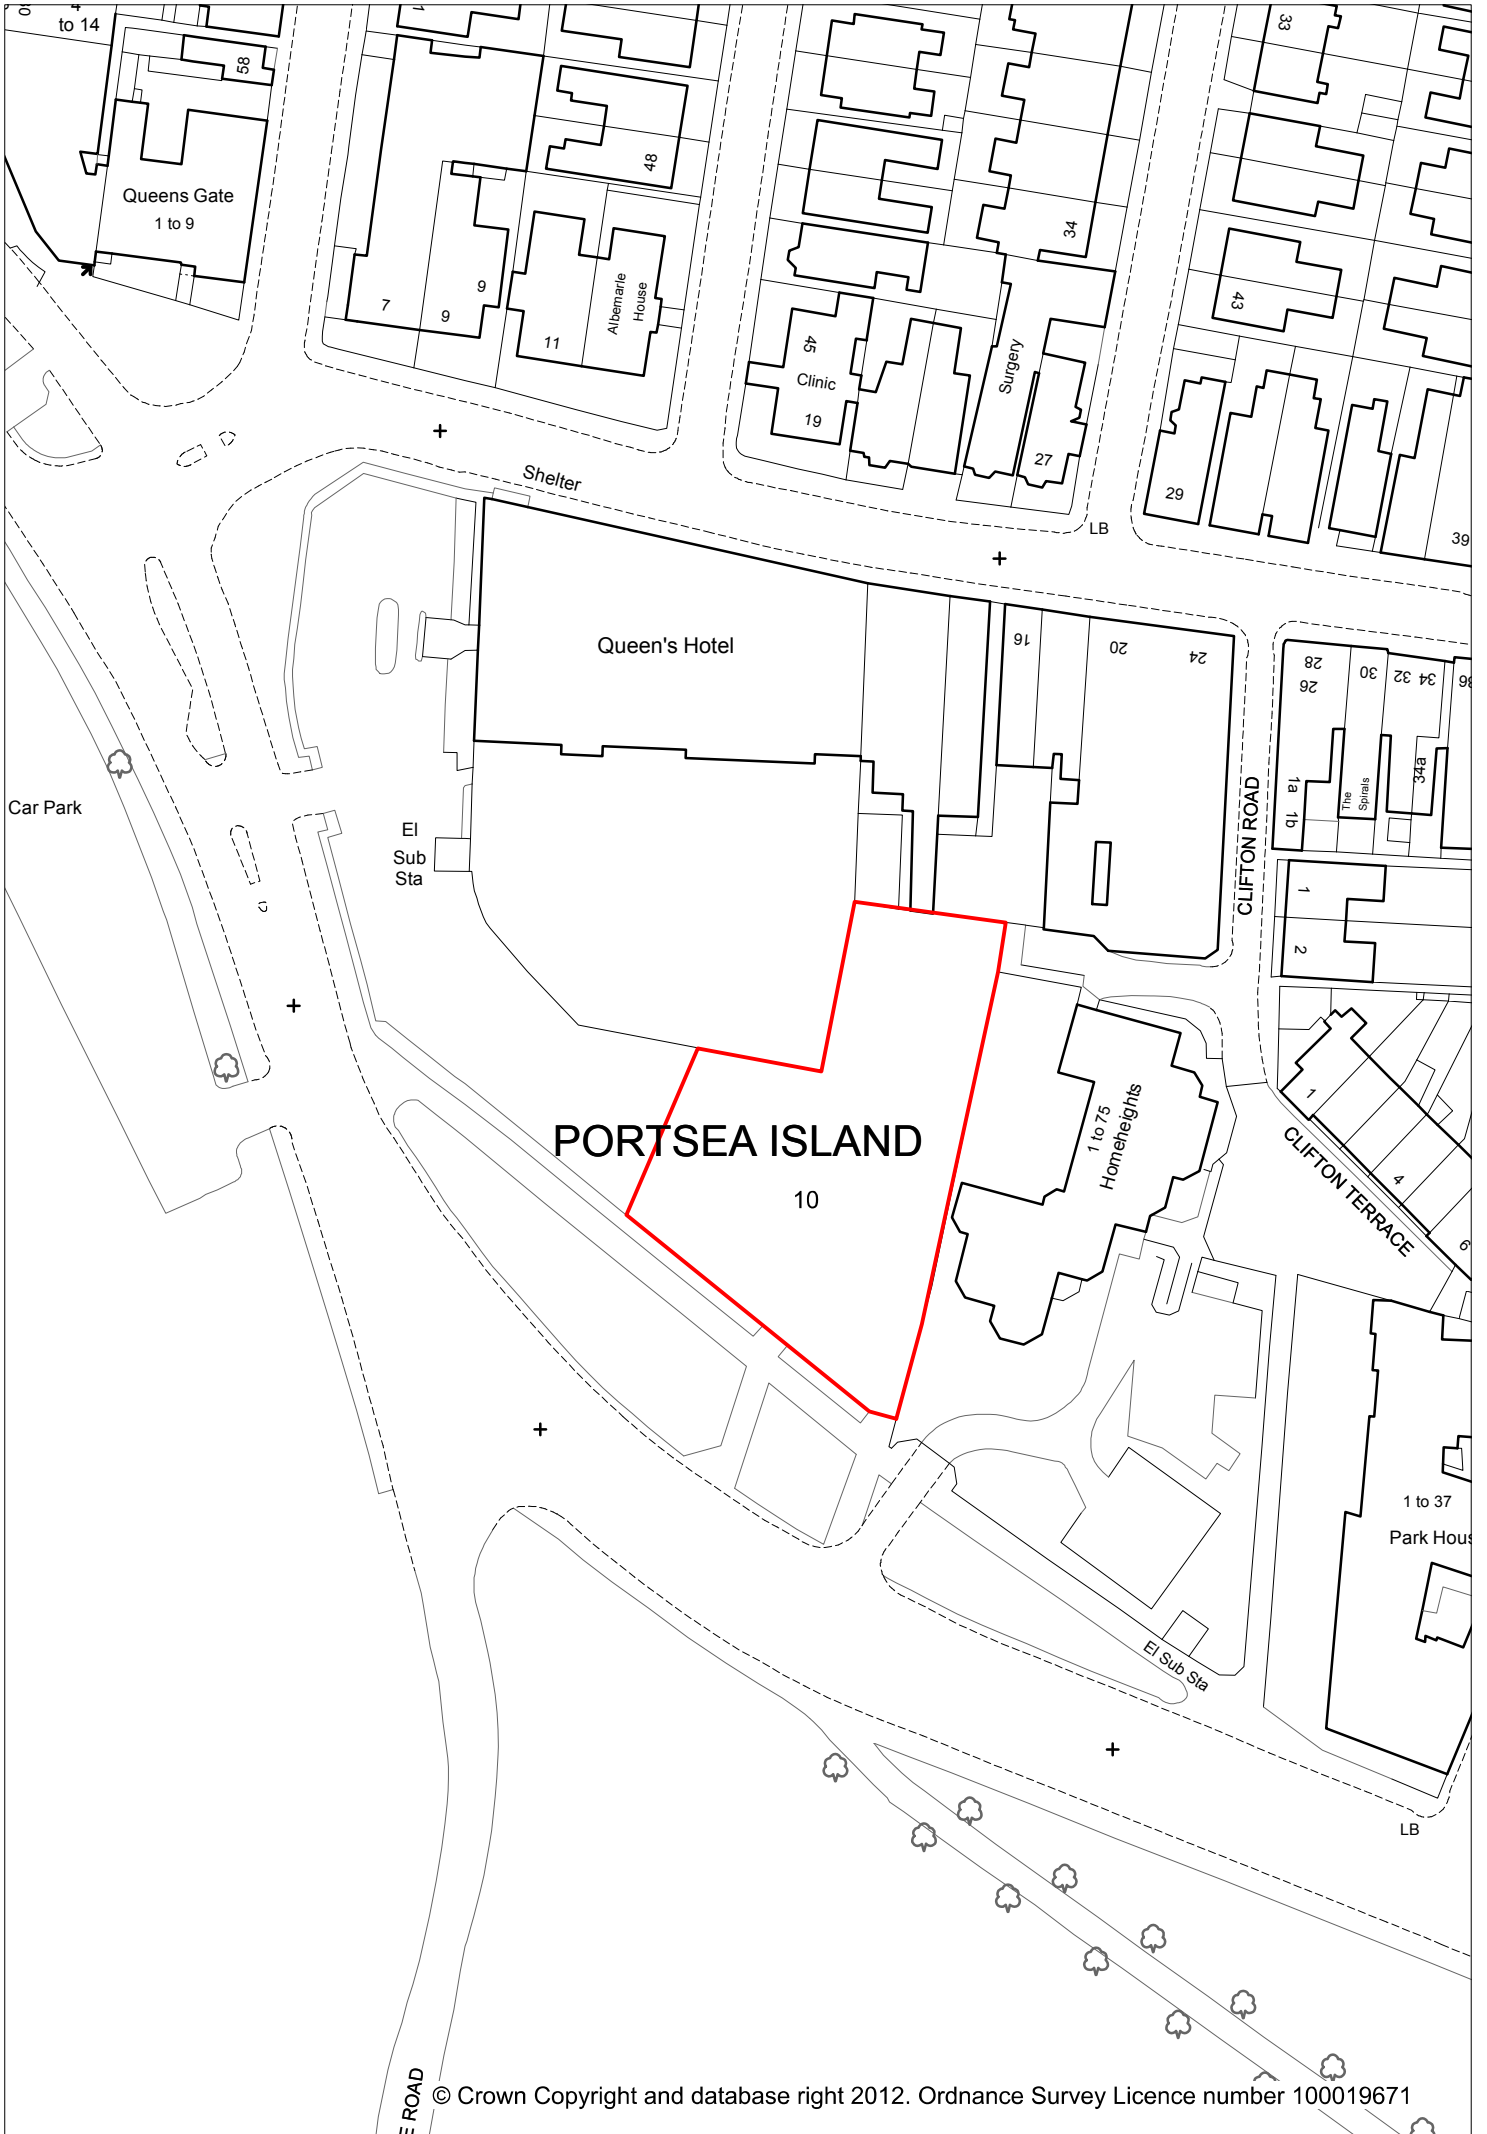 4
to 14
58
Queens Gate
1 to 9
48
34
33
43
7
9
9
11
Albemarle
House
45
Clinic
19
Surgery
27
29
39
LB
Shelter
Queen's Hotel
16
20
24
28
26
30
32
34
34a
1a
1b
The
Spirals
CLIFTON ROAD
Car Park
El
Sub
Sta
1
2
PORTSEA ISLAND
10
1 to 75
Homeheights
1
4
6
CLIFTON TERRACE
1 to 37
Park Hous
El Sub Sta
LB
E ROAD
© Crown Copyright and database right 2012. Ordnance Survey Licence number 100019671